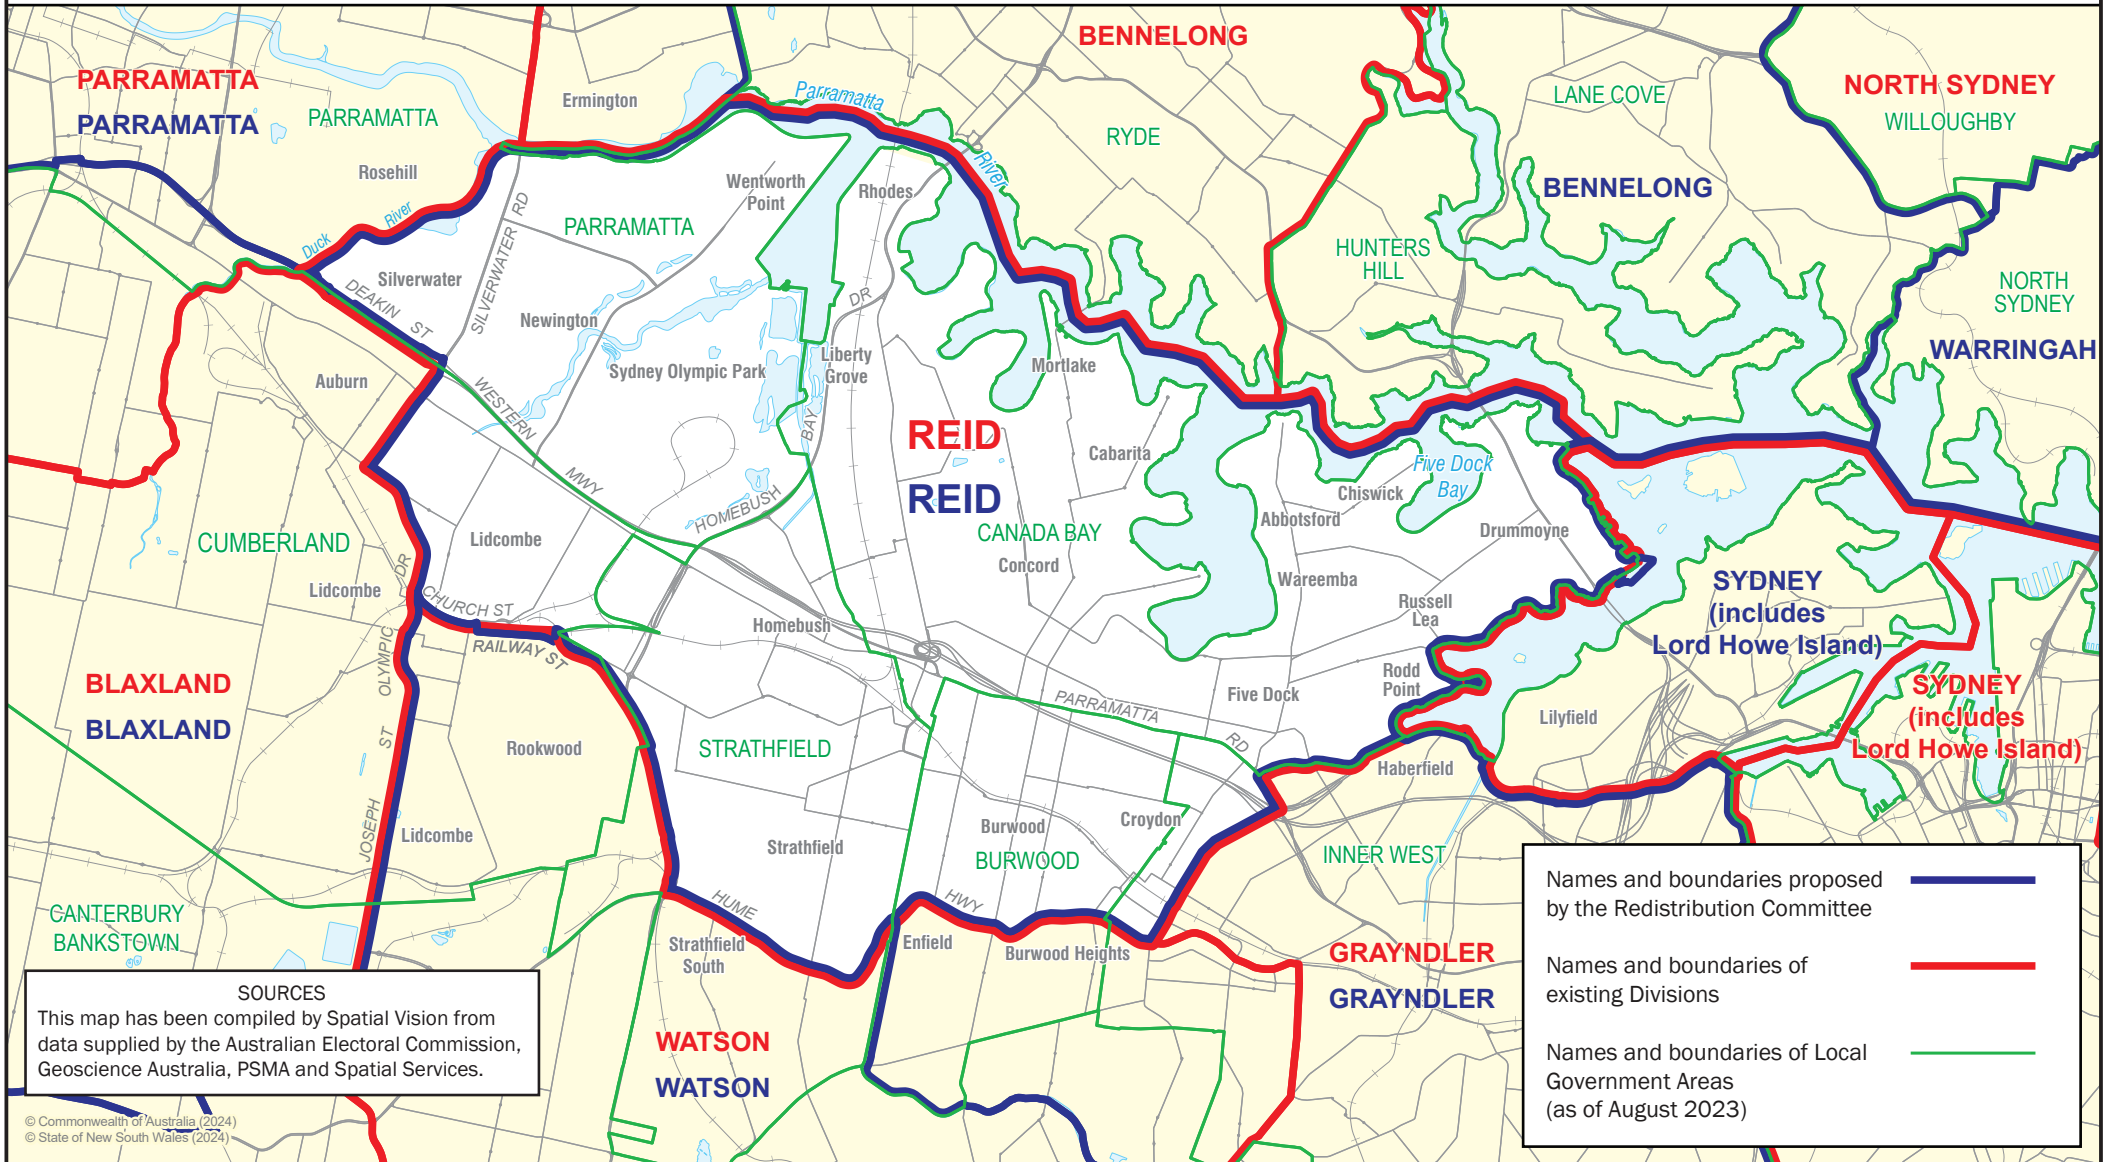 BENNELONG
PARRAMATTA
PARRAMATTA
PARRAMATTA
Ermington
Parramatta
River
RYDE
LANE COVE
NORTH SYDNEY
WILLOUGHBY
BENNELONG
Rosehill
Duck
River
SILVERWATER RD
PARRAMATTA
Wentworth
Point
Rhodes
HUNTERS
HILL
NORTH
SYDNEY
WARRINGAH
Silverwater
DEAKIN ST
Newington
Sydney Olympic Park
Liberty
Grove
HOMEBUSH BAY DR
Mortlake
Auburn
WESTERN MWY
REID
REID
Cabarita
CANADA BAY
Concord
Five Dock
Bay
Chiswick
Abbotsford
Drummoyne
Wareemba
Russell
Lea
Rodd
Point
Five Dock
CUMBERLAND
Lidcombe
Lidcombe
CHURCH ST
RAILWAY ST
OLYMPIC DR
JOSEPH ST
Homebush
PARRAMATTA RD
SYDNEY
(includes
Lord Howe Island)
SYDNEY
(includes
Lord Howe Island)
Lilyfield
Haberfield
BLAXLAND
BLAXLAND
Rookwood
STRATHFIELD
Lidcombe
Strathfield
Burwood
BURWOOD
Croydon
INNER WEST
CANTERBURY
BANKSTOWN
HUME HWY
Strathfield
South
Enfield
Burwood Heights
GRAYNDLER
GRAYNDLER
WATSON
WATSON
SOURCES
This map has been compiled by Spatial Vision from
data supplied by the Australian Electoral Commission,
Geoscience Australia, PSMA and Spatial Services.
© Commonwealth of Australia (2024)
© State of New South Wales (2024)
Names and boundaries proposed
by the Redistribution Committee
Names and boundaries of
existing Divisions
Names and boundaries of Local
Government Areas
(as of August 2023)